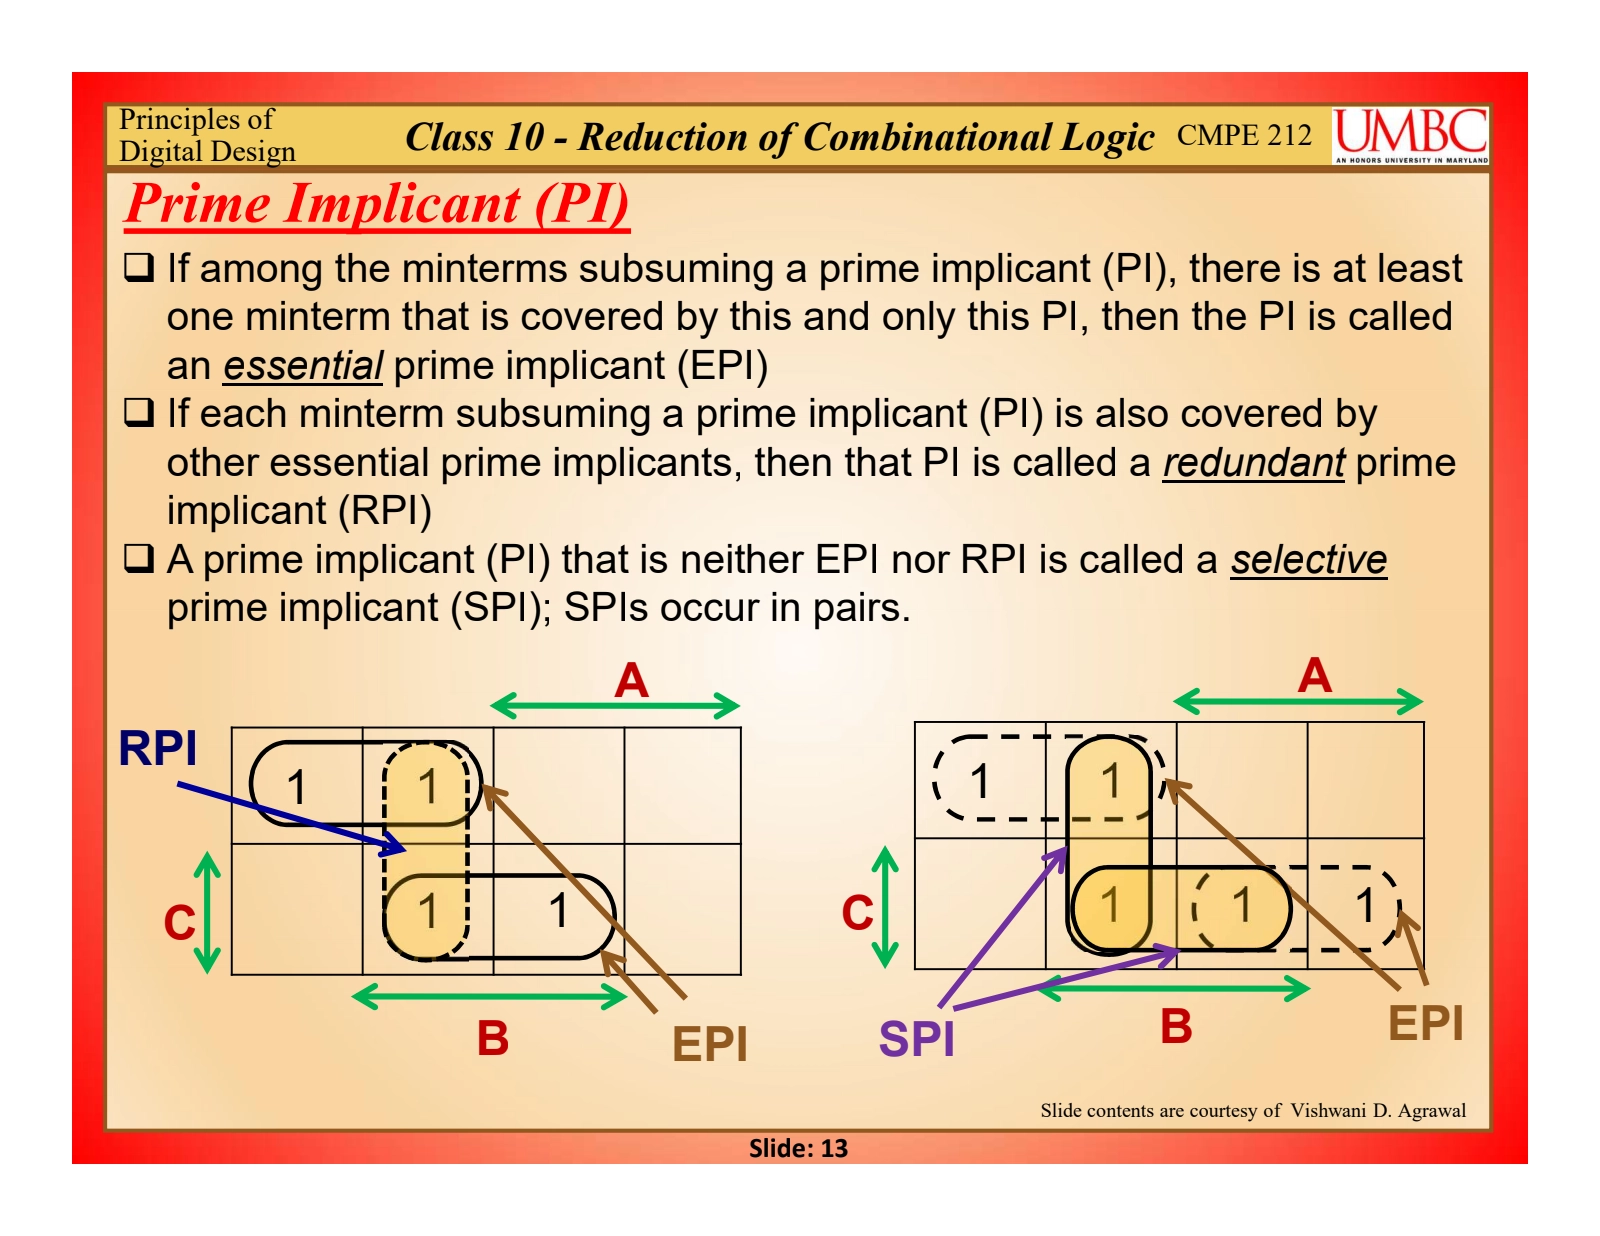 Principles of
Digital Design
Class 10 - Reduction of Combinational Logic
CMPE 212
UMBC
AN HONORS UNIVERSITY IN MARYLAND
Prime Implicant (PI)
❑ If among the minterms subsuming a prime implicant (PI), there is at least
one minterm that is covered by this and only this PI, then the PI is called
an essential prime implicant (EPI)
❑ If each minterm subsuming a prime implicant (PI) is also covered by
other essential prime implicants, then that PI is called a redundant prime
implicant (RPI)
❑ A prime implicant (PI) that is neither EPI nor RPI is called a selective
prime implicant (SPI); SPIs occur in pairs.
A
RPI
1 1
C
1 1
B
EPI
A
1 1
C
1 1 1
SPI
B
EPI
Slide contents are courtesy of Vishwani D. Agrawal
Slide: 13